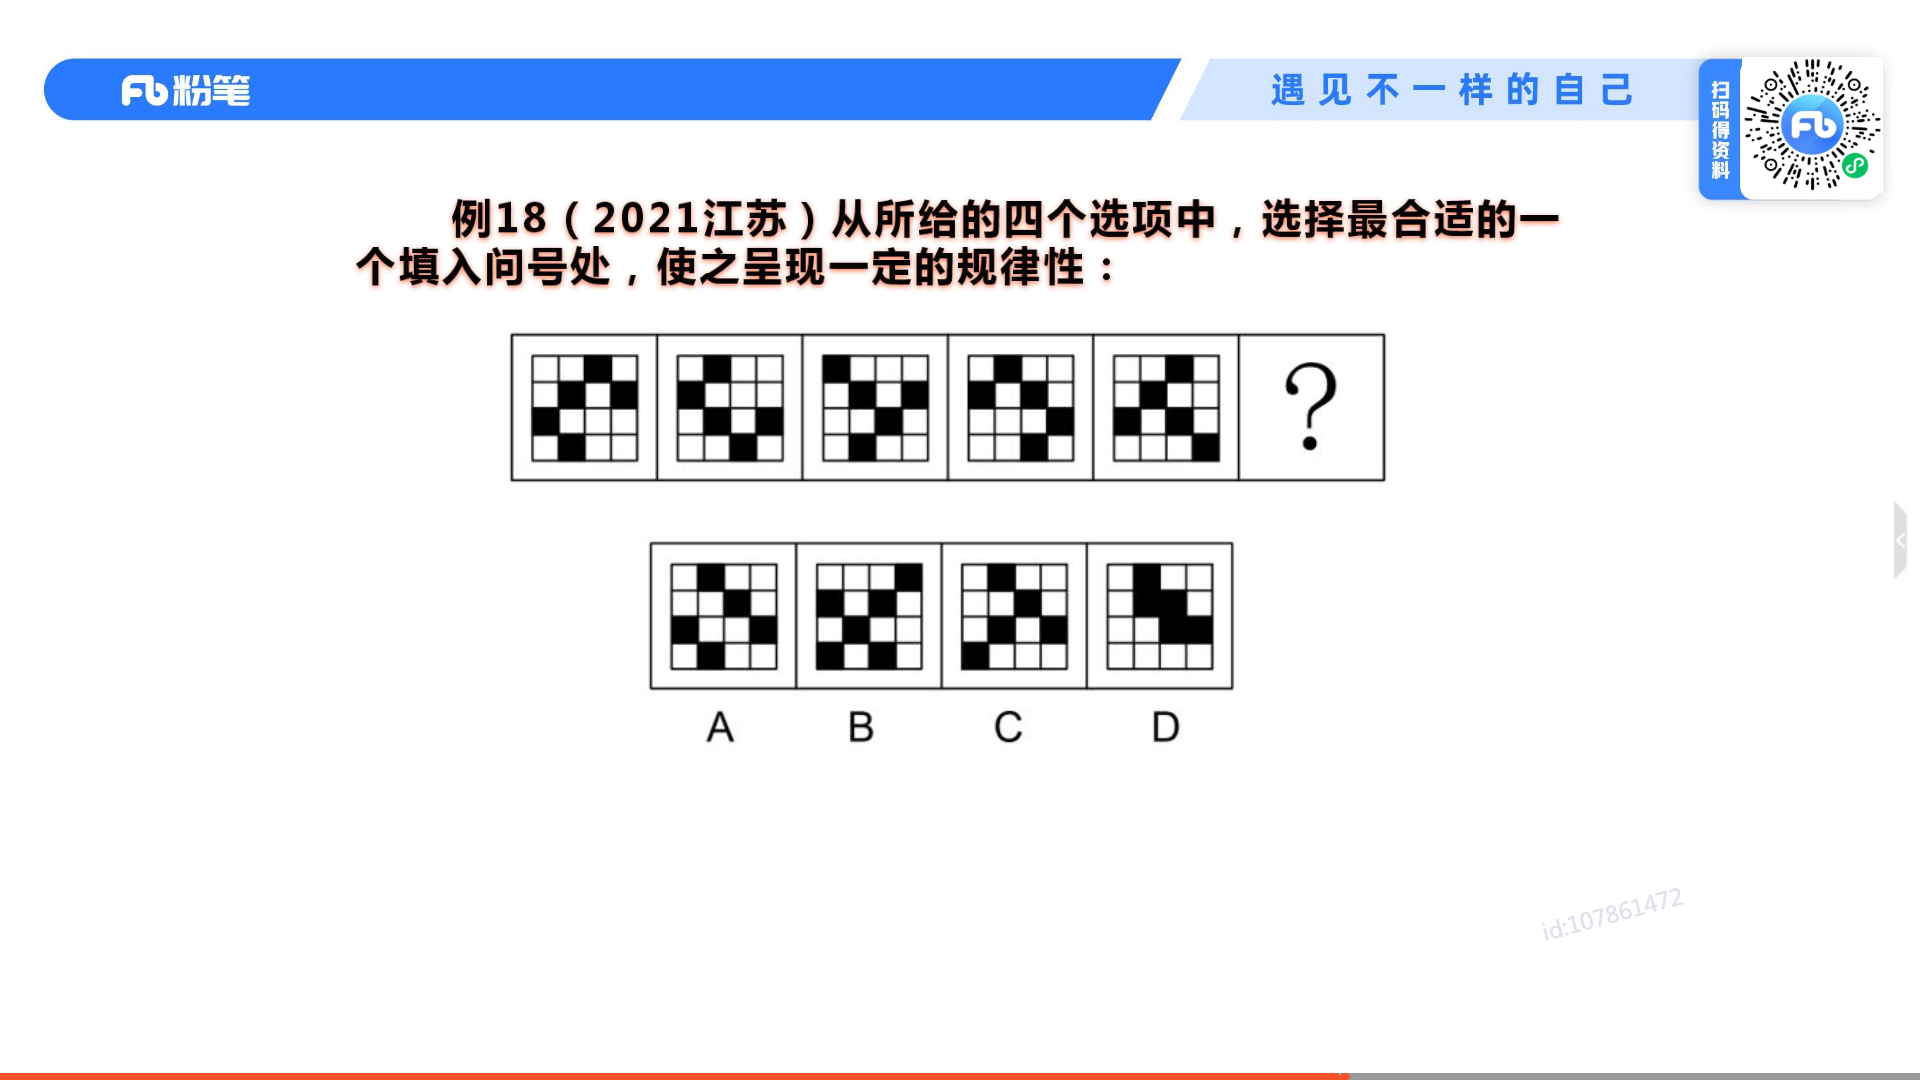 粉笔
遇见不一样的自己
扫码得资料
例18（2021江苏）从所给的四个选项中，选择最合适的一
个填入问号处，使之呈现一定的规律性：
?
A B C D
id:107861472